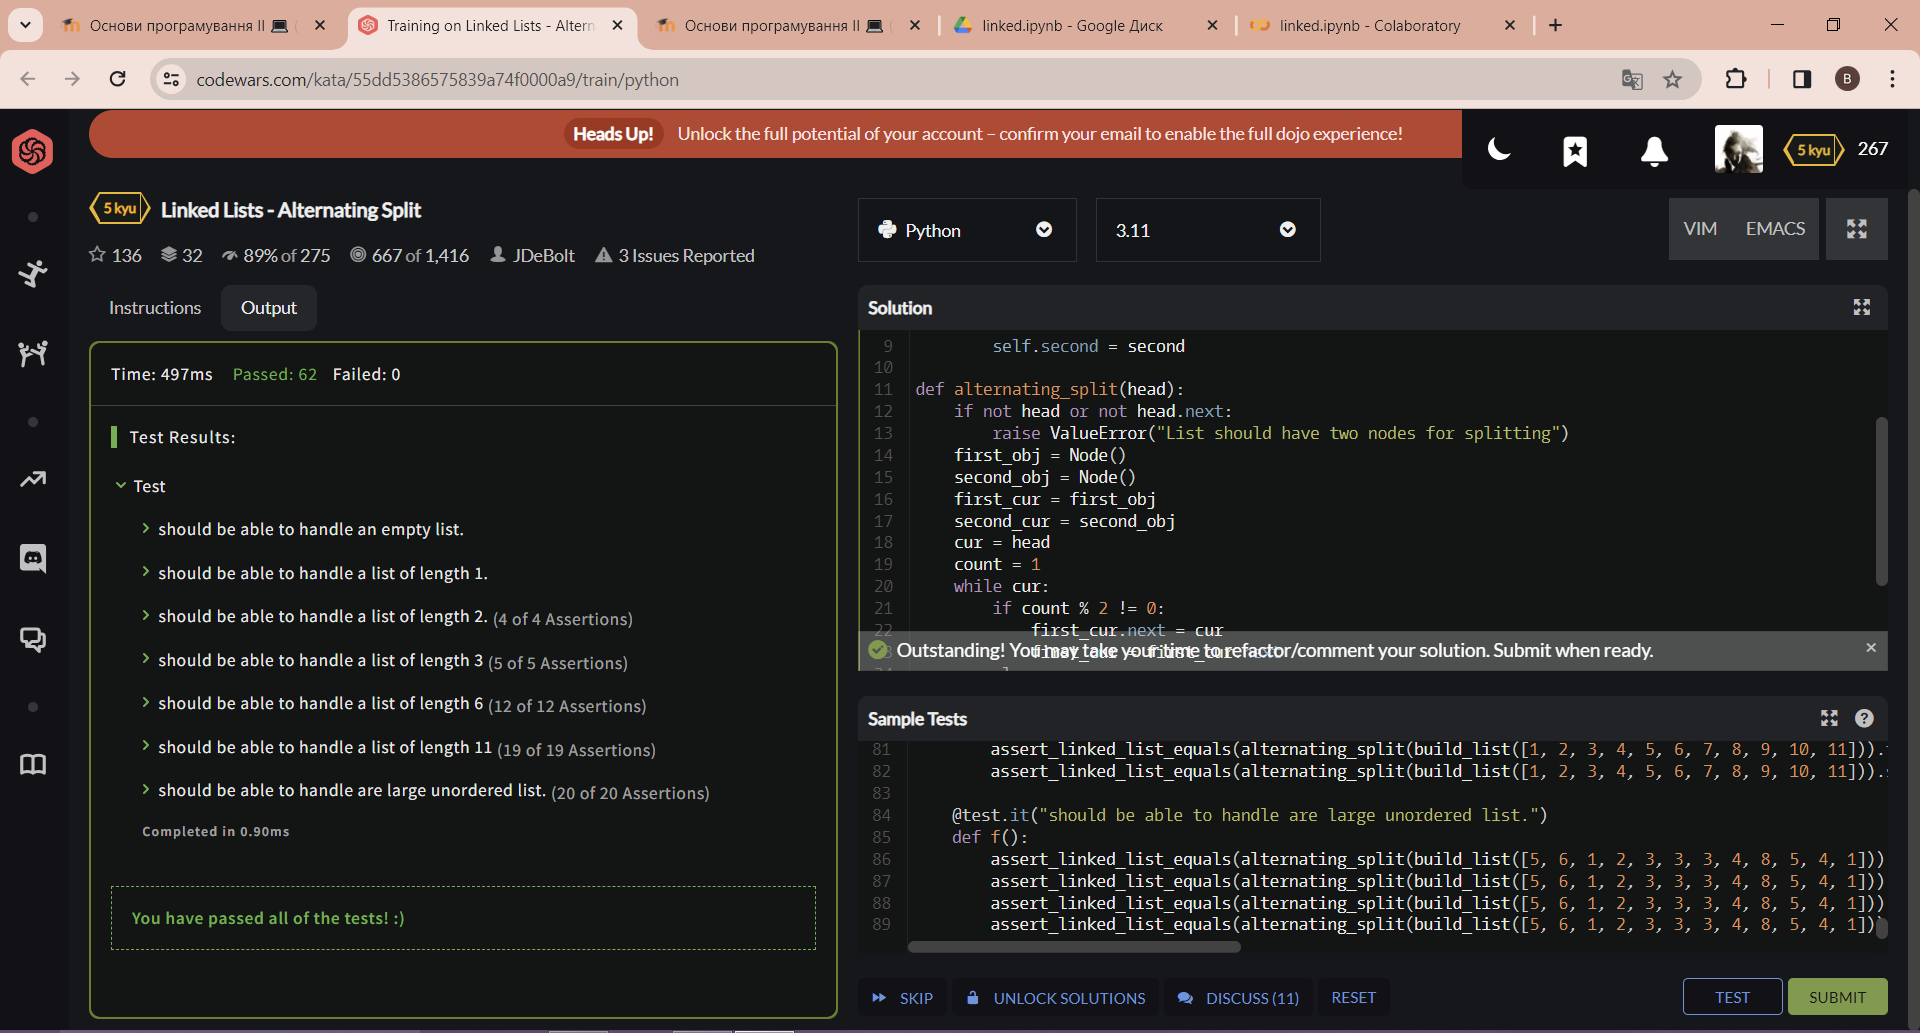 Основи програмування II
Training on Linked Lists - Altern
Основи програмування II
linked.ipynb - Google Диск
linked.ipynb - Colaboratory
codewars.com/kata/55dd5386575839a74f0000a9/train/python
B
Heads Up! Unlock the full potential of your account – confirm your email to enable the full dojo experience!
5 kyu 267
5 kyu Linked Lists - Alternating Split
136 32 89% of 275 667 of 1,416 JDeBolt 3 Issues Reported
Python
3.11
VIM EMACS
Instructions Output
Time: 497ms Passed: 62 Failed: 0
Test Results:
Test
should be able to handle an empty list.
should be able to handle a list of length 1.
should be able to handle a list of length 2. (4 of 4 Assertions)
should be able to handle a list of length 3 (5 of 5 Assertions)
should be able to handle a list of length 6 (12 of 12 Assertions)
should be able to handle a list of length 11 (19 of 19 Assertions)
should be able to handle are large unordered list. (20 of 20 Assertions)
Completed in 0.90ms
You have passed all of the tests! :)
Solution
9 self.second = second
10
11 def alternating_split(head):
12 if not head or not head.next:
13 raise ValueError("List should have two nodes for splitting")
14 first_obj = Node()
15 second_obj = Node()
16 first_cur = first_obj
17 second_cur = second_obj
18 cur = head
19 count = 1
20 while cur:
21 if count % 2 != 0:
22 first_cur.next = cur
Outstanding! You may take your time to refactor/comment your solution. Submit when ready.
Sample Tests
81 assert_linked_list_equals(alternating_split(build_list([1, 2, 3, 4, 5, 6, 7, 8, 9, 10, 11])).
82 assert_linked_list_equals(alternating_split(build_list([1, 2, 3, 4, 5, 6, 7, 8, 9, 10, 11])).
83
84 @test.it("should be able to handle are large unordered list.")
85 def f():
86 assert_linked_list_equals(alternating_split(build_list([5, 6, 1, 2, 3, 3, 3, 4, 8, 5, 4, 1]))
87 assert_linked_list_equals(alternating_split(build_list([5, 6, 1, 2, 3, 3, 3, 4, 8, 5, 4, 1]))
88 assert_linked_list_equals(alternating_split(build_list([5, 6, 1, 2, 3, 3, 3, 4, 8, 5, 4, 1]))
89 assert_linked_list_equals(alternating_split(build_list([5, 6, 1, 2, 3, 3, 3, 4, 8, 5, 4, 1]))
SKIP UNLOCK SOLUTIONS DISCUSS (11) RESET
TEST SUBMIT